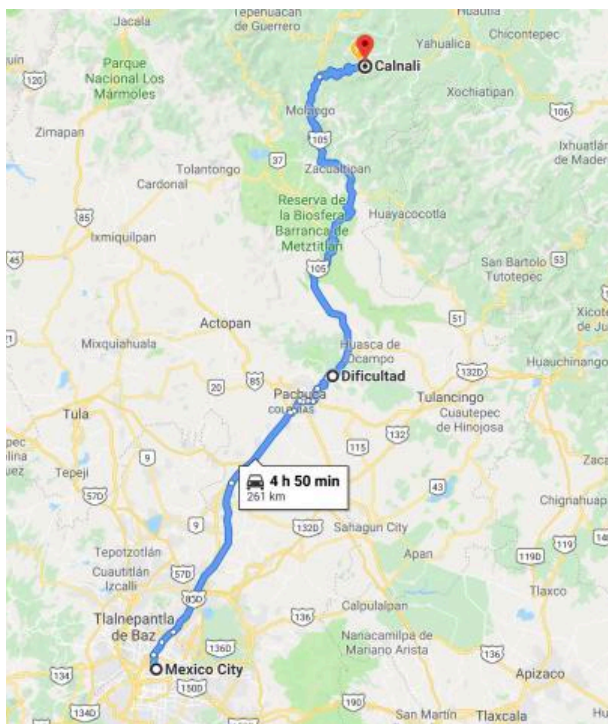 Tepehuacan
de Guerrero
Huautla
Jacala
Chicontepec
Yahualica
Calnali
Parque
Nacional Los
Mármoles
120
Xochiatipan
106
Molango
Zimapan
105
Ixhuatlán
de Madero
37
Tolantongo
Zacualtipan
Cardonal
85
Reserva de
la Biosfera
Barranca de
Metztitlán
Huayacocotla
Ixmiquilpan
45
53
San Bartolo
Tutotepec
105
Actopan
51
Mixquiahuala
Huasca de
Ocampo
Huauchinango
132D
Dificultad
20
85
Pachuca
COLONIAS
Tulancingo
Cuautepec
de Hinojosa
Tula
132
115
9
Tepeji
4 h 50 min
261 km
57D
43
Chignahuap
9
132D
Sahagun City
Tepotzotlán
119
119D
Apan
Cuautitlán
Izcalli
57D
Tlaxco
85D
Calpulalpan
Tlalnepantla
de Baz
136
136D
Nanacamilpa de
Mariano Arista
136
Mexico City
134
Apizaco
150D
134D
190
San Martín
Tlaxcala